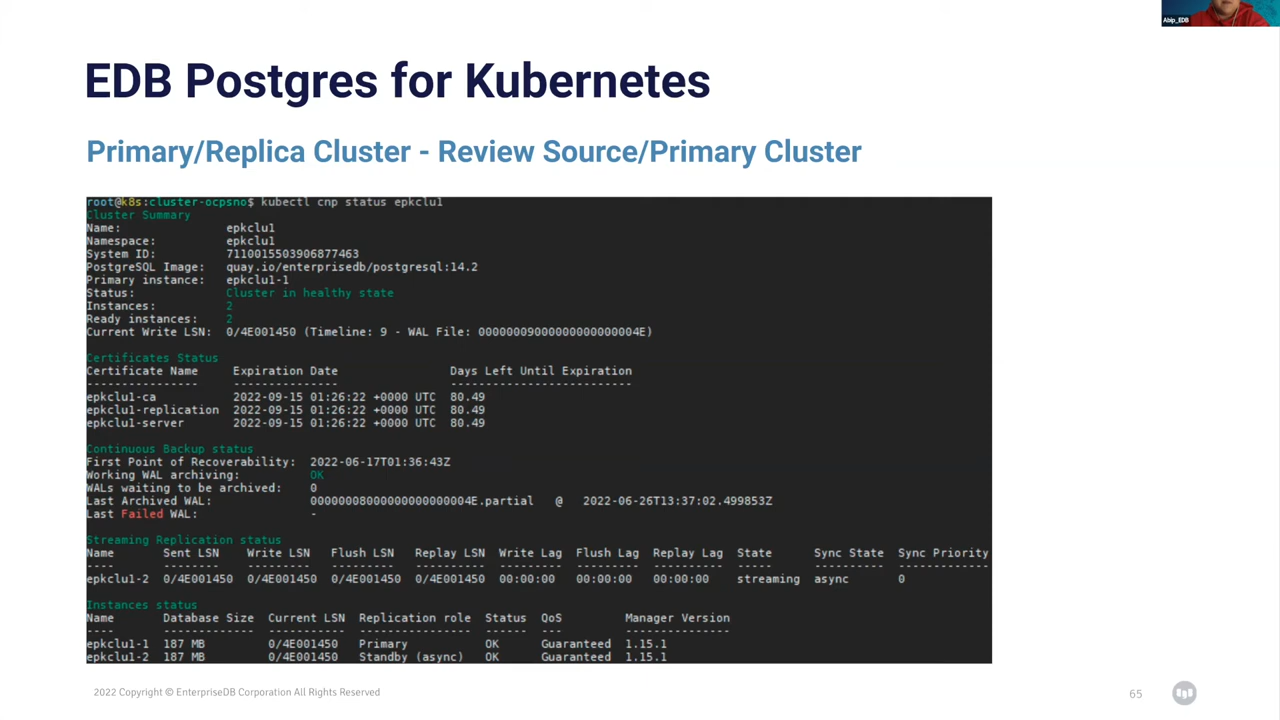 Abip_EDB
EDB Postgres for Kubernetes
Primary/Replica Cluster - Review Source/Primary Cluster
root@k8s:cluster-ocpsno$ kubectl cnp status epkclu1
Cluster Summary
Name: epkclu1
Namespace: epkclu1
System ID: 7110015503906877463
PostgreSQL Image: quay.io/enterprisedb/postgresql:14.2
Primary instance: epkclu1-1
Status: Cluster in healthy state
Instances: 2
Ready instances: 2
Current Write LSN: 0/4E001450 (Timeline: 9 - WAL File: 00000009000000000000004E)
Certificates Status
Certificate Name Expiration Date Days Left Until Expiration
---------------- --------------- --------------------------
epkclu1-ca 2022-09-15 01:26:22 +0000 UTC 80.49
epkclu1-replication 2022-09-15 01:26:22 +0000 UTC 80.49
epkclu1-server 2022-09-15 01:26:22 +0000 UTC 80.49
Continuous Backup status
First Point of Recoverability: 2022-06-17T01:36:43Z
Working WAL archiving: OK
WALs waiting to be archived: 0
Last Archived WAL: 00000008000000000000004E.partial @ 2022-06-26T13:37:02.499853Z
Last Failed WAL: -
Streaming Replication status
Name Sent LSN Write LSN Flush LSN Replay LSN Write Lag Flush Lag Replay Lag State Sync State Sync Priority
---- -------- --------- --------- ---------- --------- --------- ---------- ----- ---------- -------------
epkclu1-2 0/4E001450 0/4E001450 0/4E001450 0/4E001450 00:00:00 00:00:00 00:00:00 streaming async 0
Instances status
Name Database Size Current LSN Replication role Status QoS Manager Version
---- ------------- ----------- ---------------- ------ --- ---------------
epkclu1-1 187 MB 0/4E001450 Primary OK Guaranteed 1.15.1
epkclu1-2 187 MB 0/4E001450 Standby (async) OK Guaranteed 1.15.1
2022 Copyright © EnterpriseDB Corporation All Rights Reserved
65